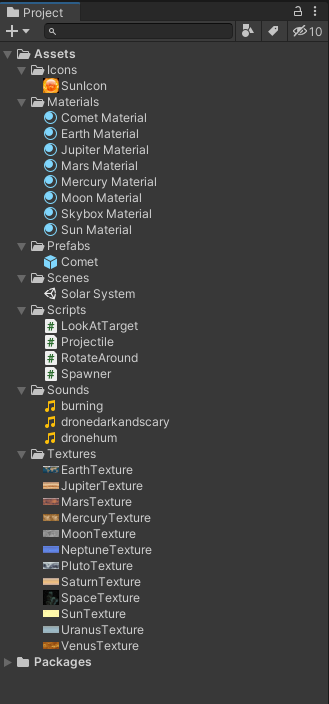 Project
10
Assets
Icons
SunIcon
Materials
Comet Material
Earth Material
Jupiter Material
Mars Material
Mercury Material
Moon Material
Skybox Material
Sun Material
Prefabs
Comet
Scenes
Solar System
Scripts
# LookAtTarget
# Projectile
# RotateAround
# Spawner
Sounds
burning
dronedarkandscary
dronehum
Textures
EarthTexture
JupiterTexture
MarsTexture
MercuryTexture
MoonTexture
NeptuneTexture
PlutoTexture
SaturnTexture
SpaceTexture
SunTexture
UranusTexture
VenusTexture
Packages